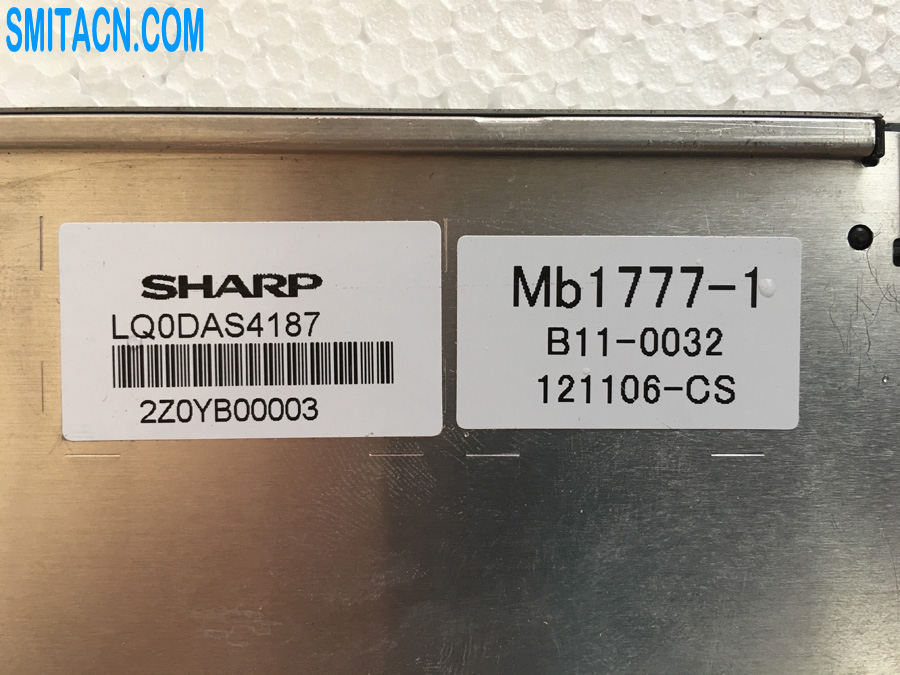 SMITACN.COM
SHARP
LQ0DAS4187
2Z0YB00003
Mb1777-1
B11-0032
121106-CS